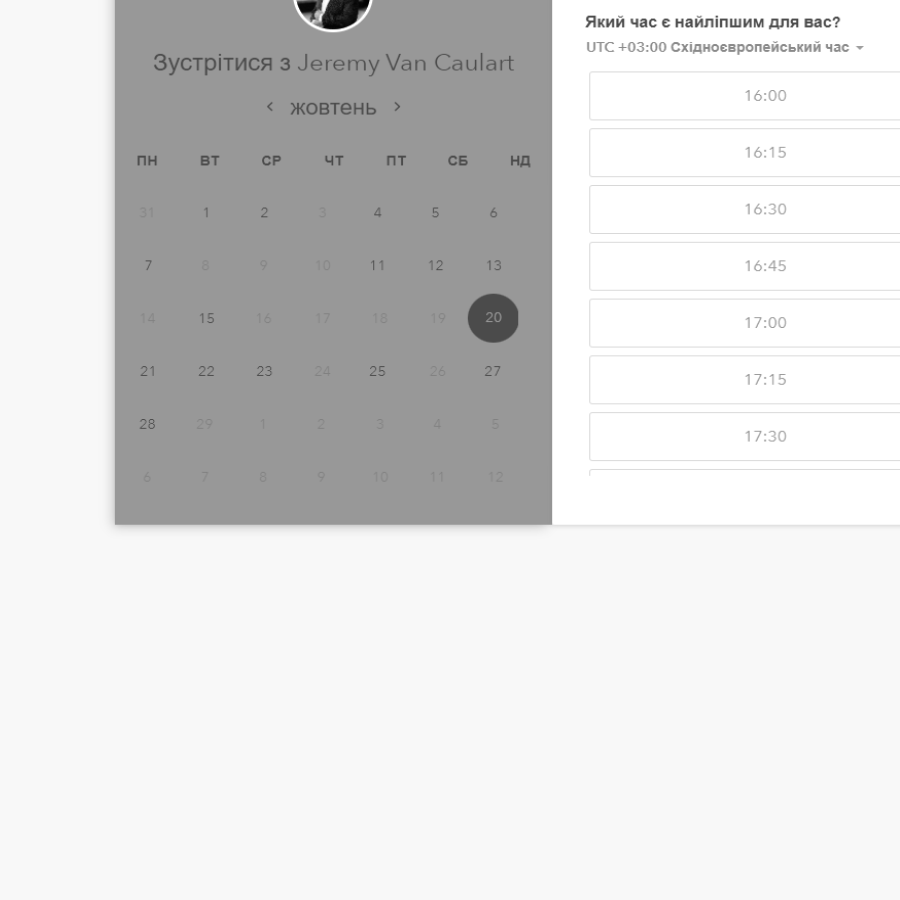 Зустрітися з Jeremy Van Caulart
жовтень
ПН ВТ СР ЧТ ПТ СБ НД
31 1 2 3 4 5 6
7 8 9 10 11 12 13
14 15 16 17 18 19 20
21 22 23 24 25 26 27
28 29 1 2 3 4 5
6 7 8 9 10 11 12
Який час є найліпшим для вас?
UTC +03:00 Східноєвропейський час
16:00
16:15
16:30
16:45
17:00
17:15
17:30